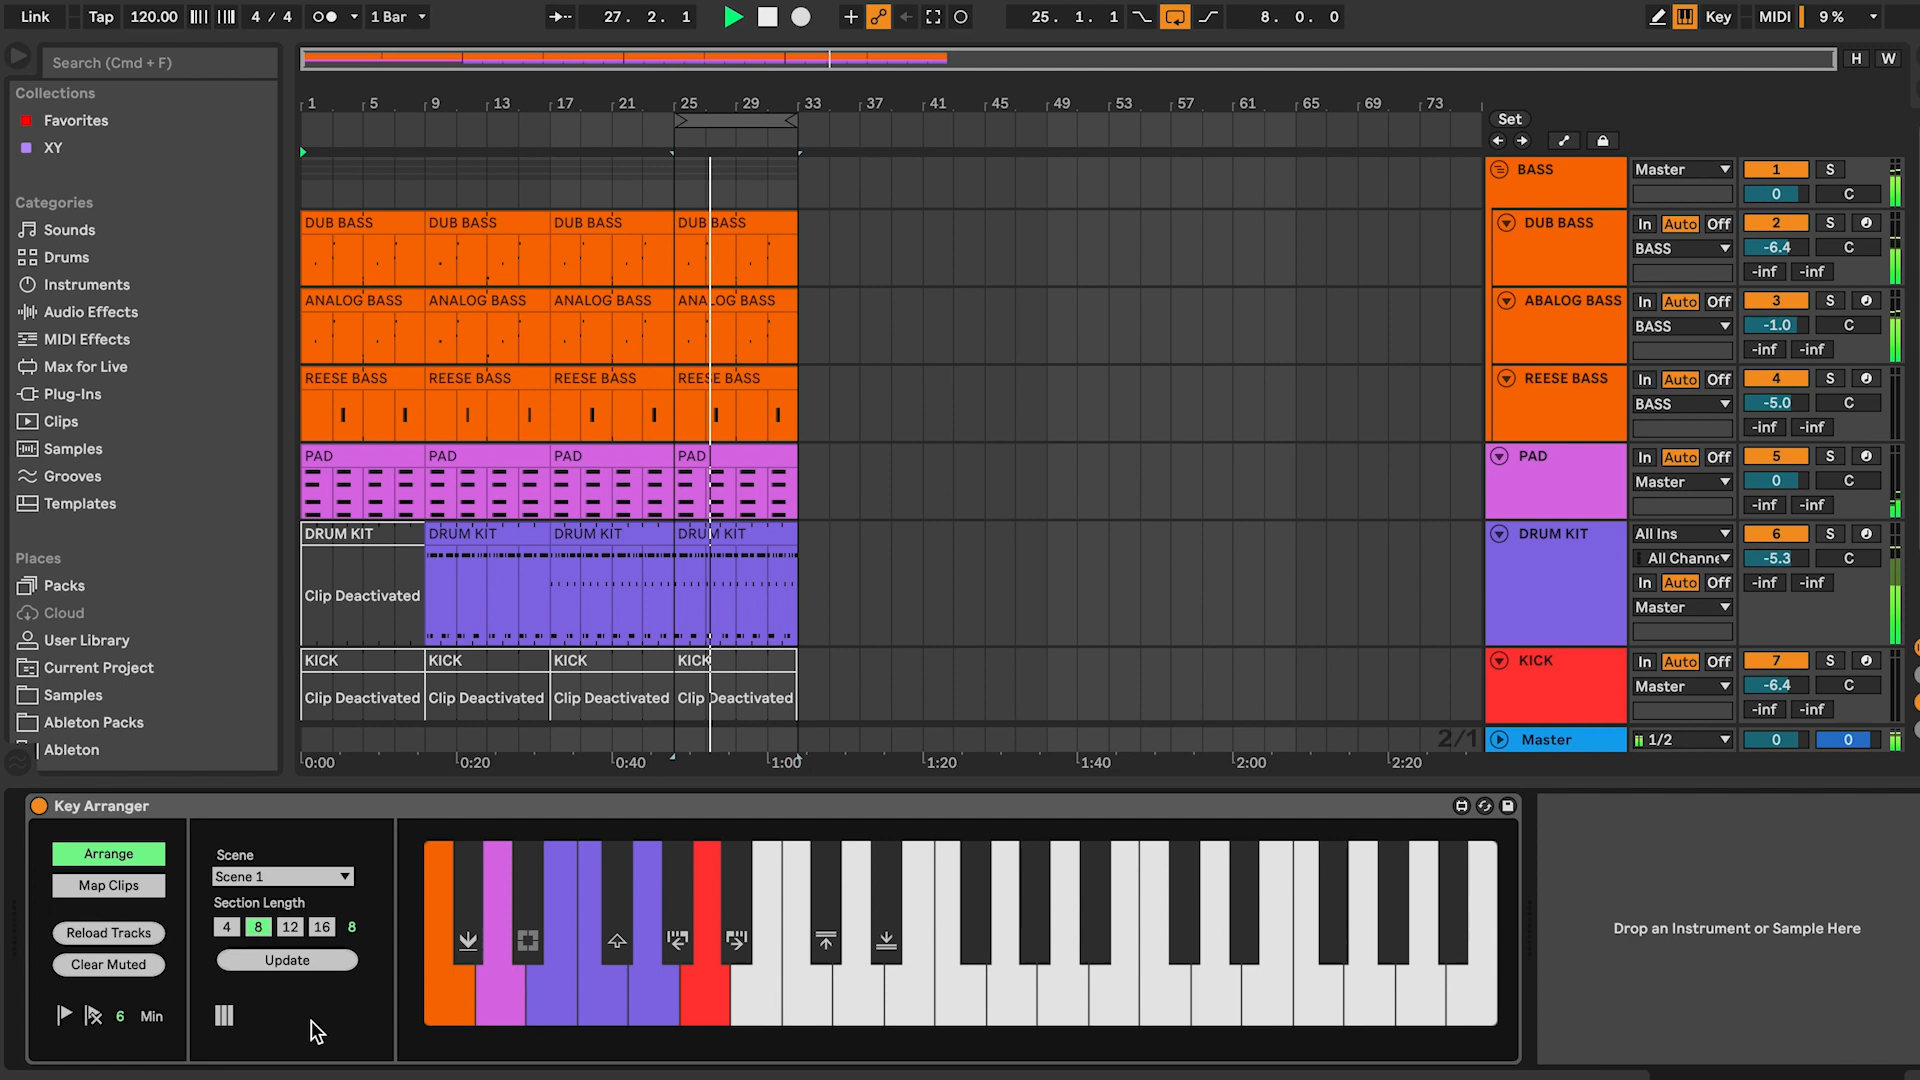 Link Tap 120.00 4 / 4 1 Bar 27. 2. 1 25. 1. 1 8. 0. 0 Key MIDI 9 %
Search (Cmd + F) H W
Collections
Favorites
XY
Categories
Sounds
Drums
Instruments
Audio Effects
MIDI Effects
Max for Live
Plug-Ins
Clips
Samples
Grooves
Templates
Places
Packs
Cloud
User Library
Current Project
Samples
Ableton Packs
Ableton
1 5 9 13 17 21 25 29 33 37 41 45 49 53 57 61 65 69 73
Set
BASS Master 1 S
0 C
DUB BASS DUB BASS DUB BASS DUB BASS DUB BASS In Auto Off 2 S
BASS -6.4 C
-inf -inf
ANALOG BASS ANALOG BASS ANALOG BASS ANALOG BASS ABALOG BASS In Auto Off 3 S
BASS -1.0 C
-inf -inf
REESE BASS REESE BASS REESE BASS REESE BASS REESE BASS In Auto Off 4 S
BASS -5.0 C
-inf -inf
PAD PAD PAD PAD PAD In Auto Off 5 S
Master 0 C
-inf -inf
DRUM KIT DRUM KIT DRUM KIT DRUM KIT DRUM KIT All Ins 6 S
All Channe -5.3 C
In Auto Off -inf -inf
Clip Deactivated Master
KICK KICK KICK KICK KICK In Auto Off 7 S
Clip Deactivated Clip Deactivated Clip Deactivated Clip Deactivated Master -6.4 C
-inf -inf
2/1 Master 1/2 0 0
0:00 0:20 0:40 1:00 1:20 1:40 2:00 2:20
Key Arranger
Arrange
Map Clips
Reload Tracks
Clear Muted
6 Min
Scene
Scene 1
Section Length
4 8 12 16 8
Update
Drop an Instrument or Sample Here